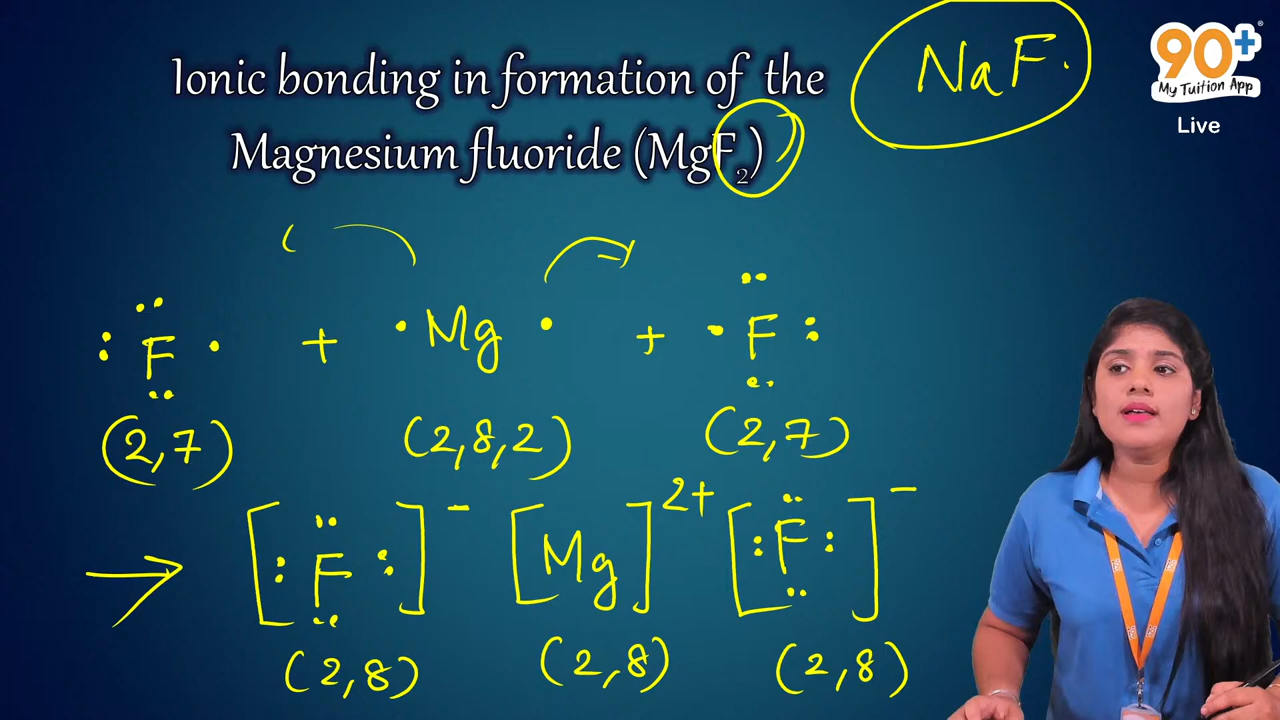 Ionic bonding in formation of the
Magnesium fluoride (MgF₂)
NaF.
90+
My Tuition App
Live
F + Mg + F
(2,7) (2,8,2) (2,7)
→ [F]⁻ [Mg]²⁺ [F]⁻
(2,8) (2,8) (2,8)